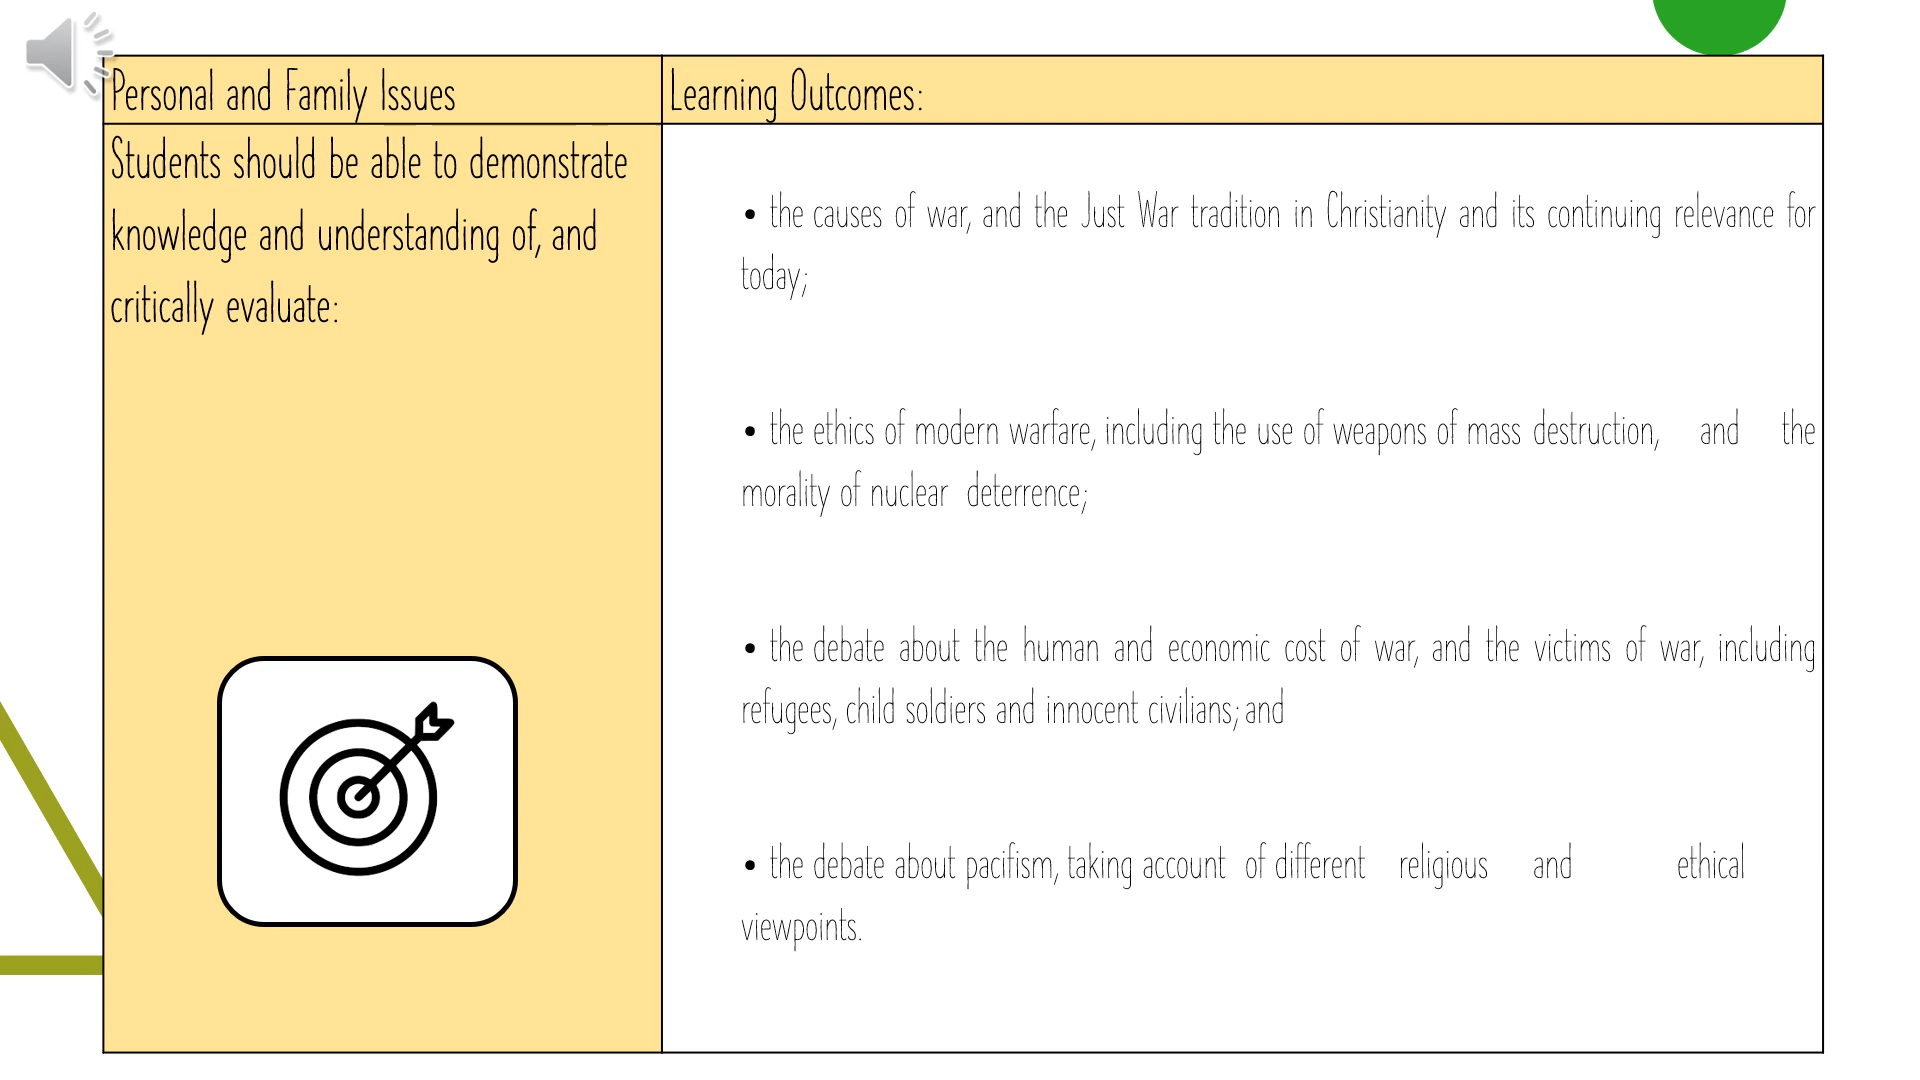 Personal and Family Issues
Learning Outcomes:
Students should be able to demonstrate
knowledge and understanding of, and
critically evaluate:
• the causes of war, and the Just War tradition in Christianity and its continuing relevance for
today;
• the ethics of modern warfare, including the use of weapons of mass destruction, and the
morality of nuclear deterrence;
• the debate about the human and economic cost of war, and the victims of war, including
refugees, child soldiers and innocent civilians; and
• the debate about pacifism, taking account of different religious and ethical
viewpoints.